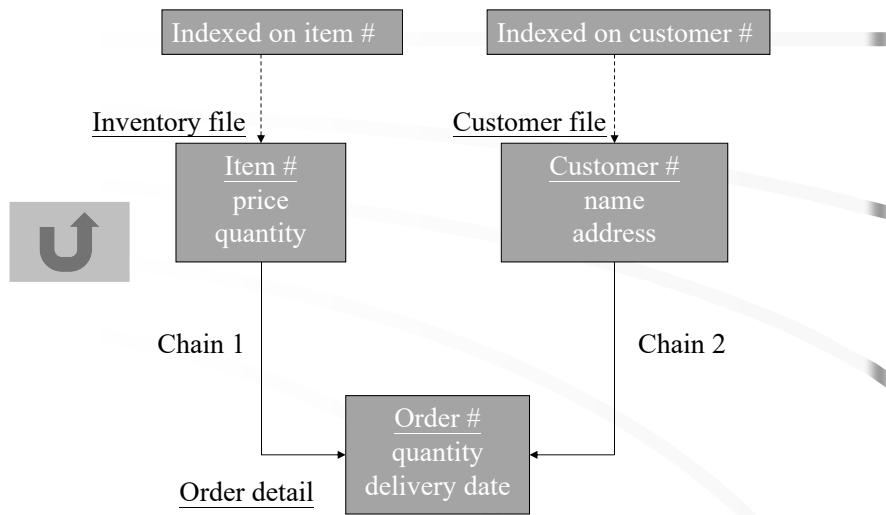 Indexed on item #
Indexed on customer #
Inventory file
Customer file
Item #
price
quantity
Customer #
name
address
Chain 1
Chain 2
Order #
quantity
delivery date
Order detail